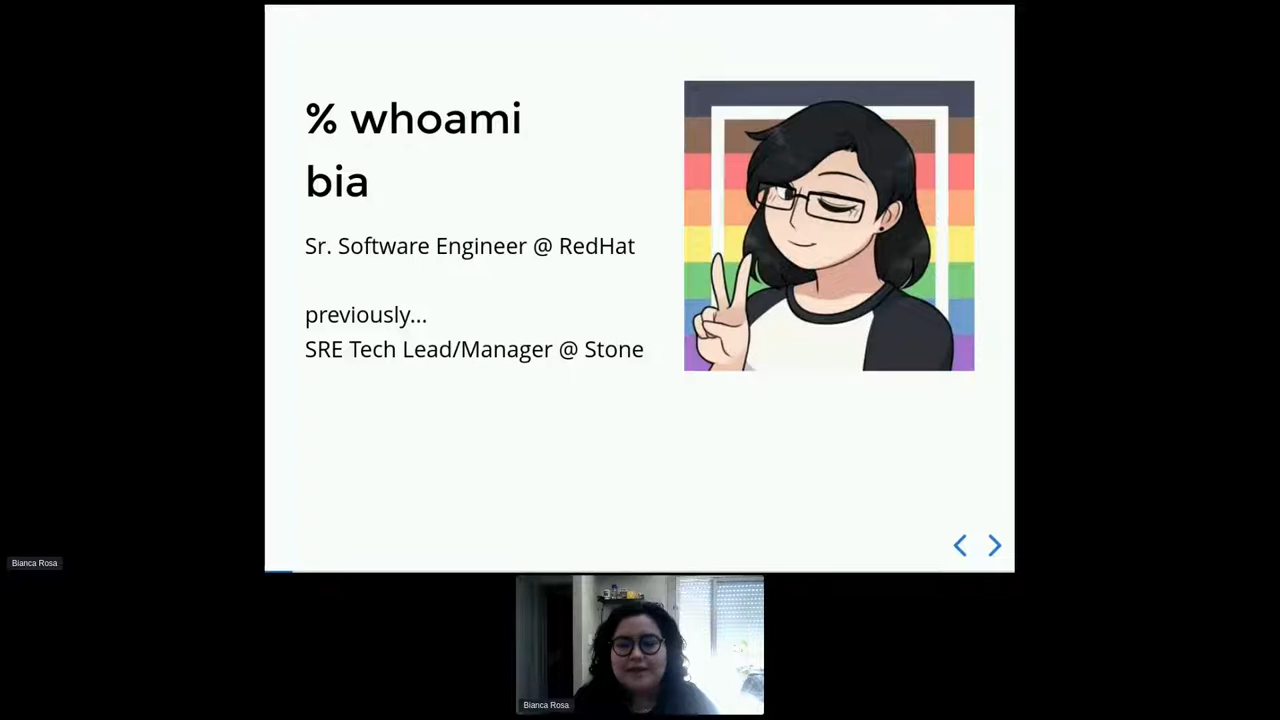 % whoami
bia
Sr. Software Engineer @ RedHat
previously...
SRE Tech Lead/Manager @ Stone
Bianca Rosa
Bianca Rosa